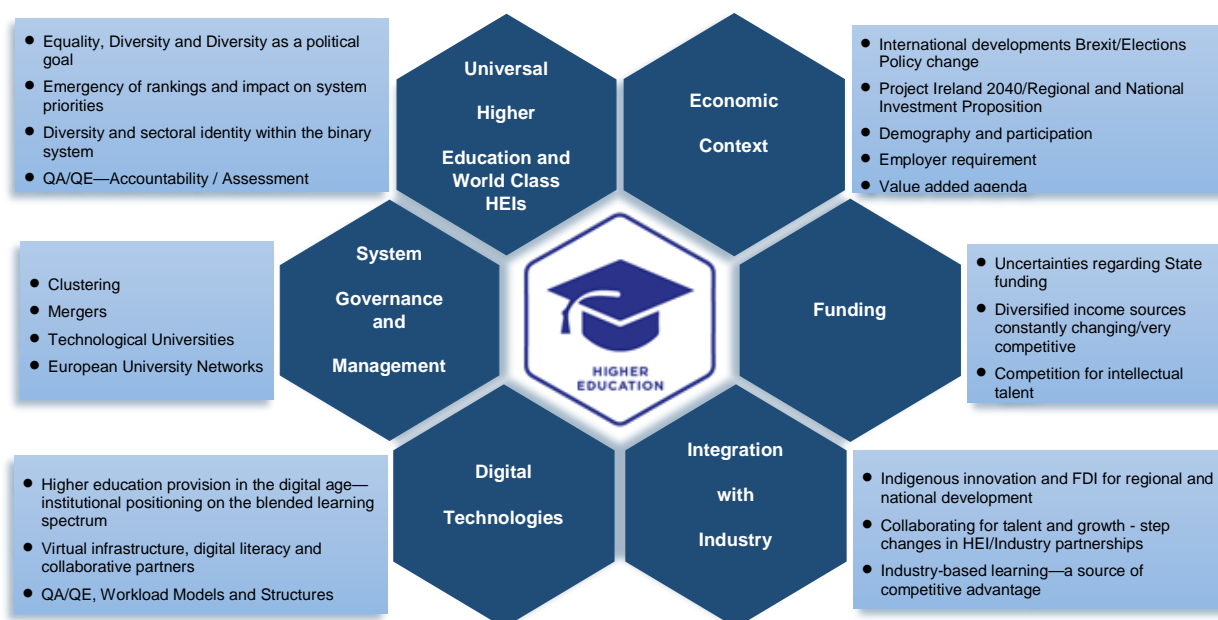 Equality, Diversity and Diversity as a political
goal
Emergency of rankings and impact on system
priorities
Diversity and sectoral identity within the binary
system
QA/QE—Accountability / Assessment
Universal
Higher
Education and
World Class
HEIs
Economic
Context
International developments Brexit/Elections
Policy change
Project Ireland 2040/Regional and National
Investment Proposition
Demography and participation
Employer requirement
Value added agenda
Clustering
Mergers
Technological Universities
European University Networks
System
Governance
and
Management
HIGHER
EDUCATION
Funding
Uncertainties regarding State
funding
Diversified income sources
constantly changing/very
competitive
Competition for intellectual
talent
Higher education provision in the digital age—
institutional positioning on the blended learning
spectrum
Virtual infrastructure, digital literacy and
collaborative partners
QA/QE, Workload Models and Structures
Digital
Technologies
Integration
with
Industry
Indigenous innovation and FDI for regional and
national development
Collaborating for talent and growth - step
changes in HEI/Industry partnerships
Industry-based learning—a source of
competitive advantage